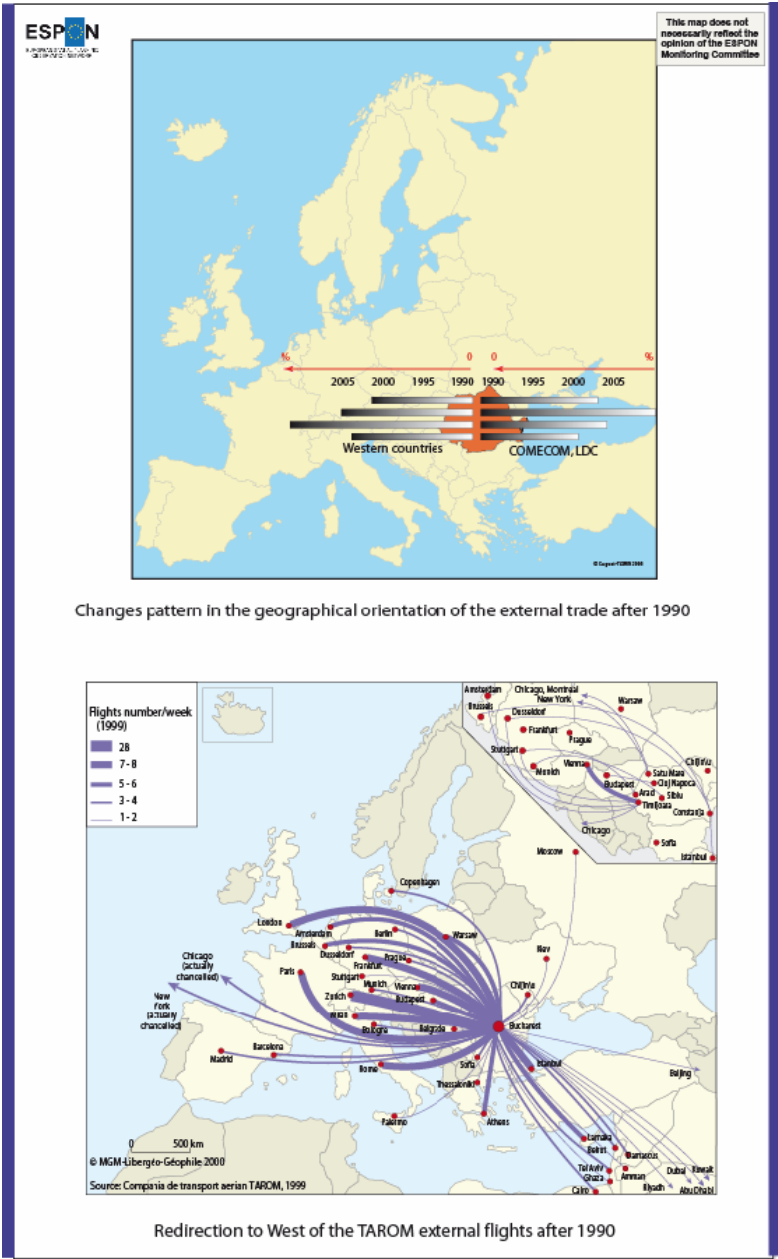 ESPON
This map does not
necessarily reflect the
opinion of the ESPON
Monitoring Committee
% 0 0 %
2005 2000 1995 1990 1990 1995 2000 2005
Western countries COMECOM, LDC
Changes pattern in the geographical orientation of the external trade after 1990
Flights number/week
(1999)
28
7-8
5-6
3-4
1-2
Amsterdam
Chicago, Montreal
New York
Warsaw
Brussels
Dusseldorf
Frankfurt
Prague
Stuttgart
Munich
Vienna
Budapest
Satu Mare
Cluj Napoca
Arad
Sibiu
Timişoara
Constanţa
Chişinău
Chicago
Sofia
Istanbul
Moscow
Copenhagen
London
Amsterdam
Berlin
Warsaw
Brussels
Dusseldorf
Prague
Kiev
Chicago
(actually
chancelled)
Paris
Frankfurt
Stuttgart
Munich
Vienna
Chişinău
New
York
(actually
chancelled)
Zurich
Budapest
Milan
Bologna
Belgrade
Bucharest
Madrid
Barcelona
Rome
Sofia
Istanbul
Beijing
Thessaloniki
Palermo
Athens
Larnaka
Beirut
Damascus
Tel Aviv
Ghaza
Amman
Dubai
Kuwait
Cairo
Riyadh
Abu Dhabi
0 500 km
© MGM-Libergéo-Géophile 2000
Source: Compania de transport aerian TAROM, 1999
Redirection to West of the TAROM external flights after 1990